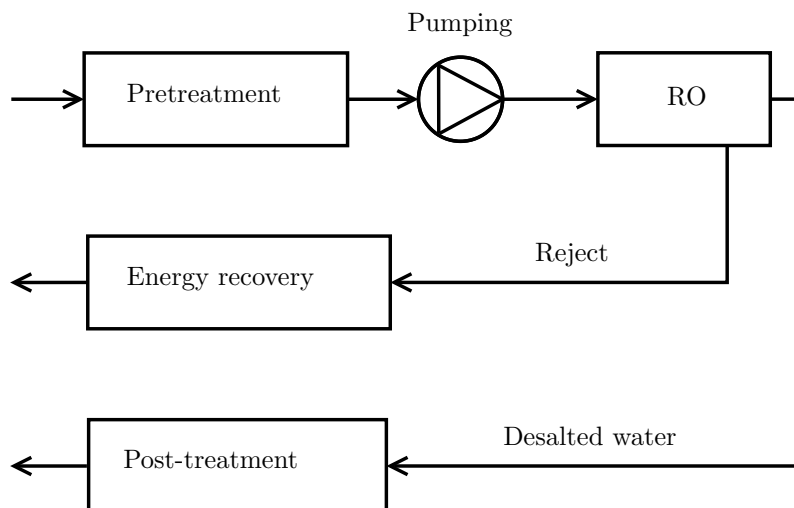 Pumping
Pretreatment
RO
Reject
Energy recovery
Desalted water
Post-treatment